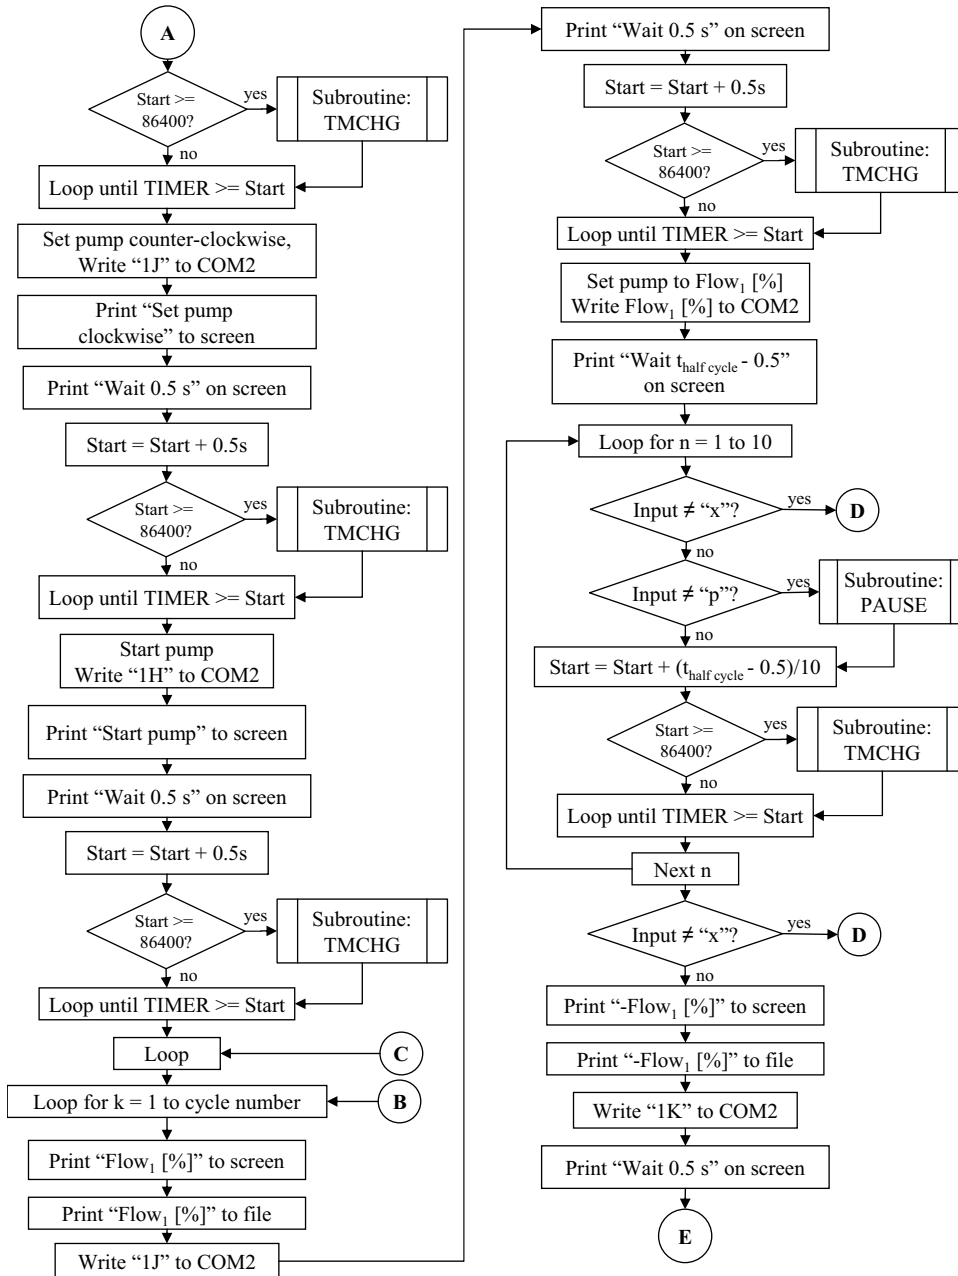 A
Start >=
86400?
yes
Subroutine:
TMCHG
no
Loop until TIMER >= Start
Set pump counter-clockwise,
Write “1J” to COM2
Print “Set pump
clockwise” to screen
Print “Wait 0.5 s” on screen
Start = Start + 0.5s
Start >=
86400?
yes
Subroutine:
TMCHG
no
Loop until TIMER >= Start
Start pump
Write “1H” to COM2
Print “Start pump” to screen
Print “Wait 0.5 s” on screen
Start = Start + 0.5s
Start >=
86400?
yes
Subroutine:
TMCHG
no
Loop until TIMER >= Start
Loop
C
Loop for k = 1 to cycle number
B
Print “Flow1 [%]” to screen
Print “Flow1 [%]” to file
Write “1J” to COM2
Print “Wait 0.5 s” on screen
Start = Start + 0.5s
Start >=
86400?
yes
Subroutine:
TMCHG
no
Loop until TIMER >= Start
Set pump to Flow1 [%]
Write Flow1 [%] to COM2
Print “Wait thalf cycle - 0.5”
on screen
Loop for n = 1 to 10
Input ≠ “x”?
yes
D
no
Input ≠ “p”?
yes
Subroutine:
PAUSE
no
Start = Start + (thalf cycle - 0.5)/10
Start >=
86400?
yes
Subroutine:
TMCHG
no
Loop until TIMER >= Start
Next n
Input ≠ “x”?
yes
D
no
Print “-Flow1 [%]” to screen
Print “-Flow1 [%]” to file
Write “1K” to COM2
Print “Wait 0.5 s” on screen
E